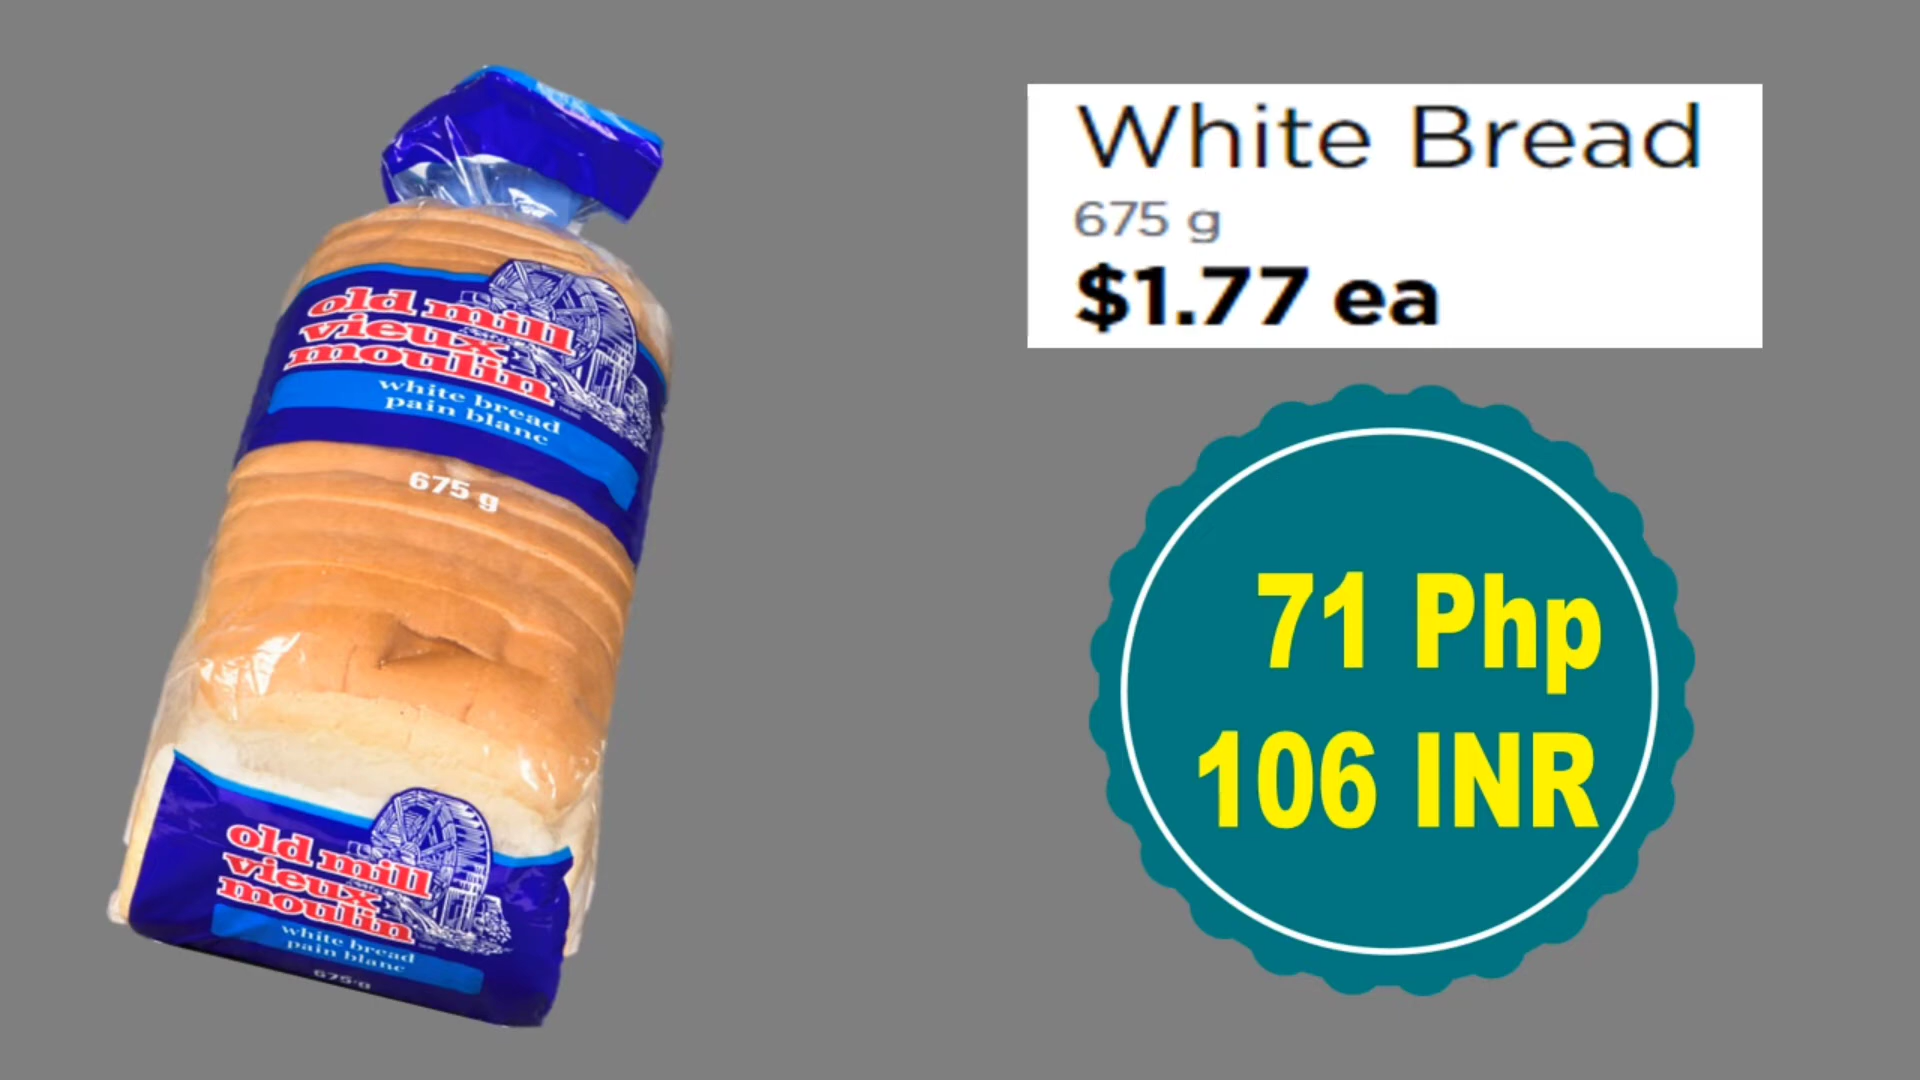 old mill
vieux
moulin
white bread
pain blanc
675 g
old mill
vieux
moulin
white bread
pain blanc
675 g
White Bread
675 g
$1.77 ea
71 Php
106 INR